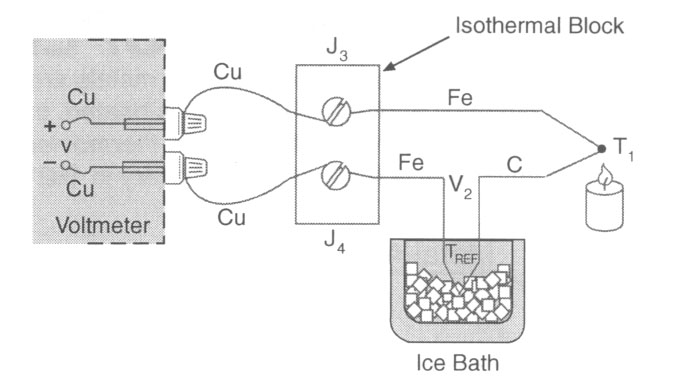 Isothermal Block
J3
Cu
Fe
Cu
+
v
T1
−
Fe
V2
C
Cu
Cu
Voltmeter
J4
TREF
Ice Bath